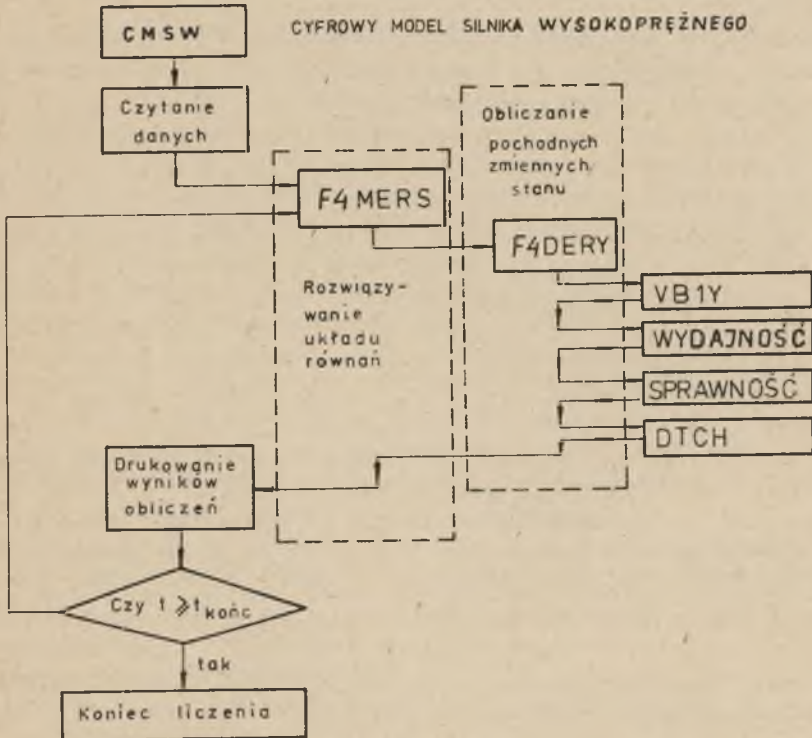 CMSW
CYFROWY MODEL SILNIKA WYSOKOPRĘŻNEGO
Czytanie
danych
Obliczanie
pochodnych
zmiennych
stanu
F4MERS
F4DERY
Rozwiązy-
wanie
układu
równań
VB1Y
WYDAJNOŚĆ
SPRAWNOŚĆ
DTCH
Drukowanie
wyników
obliczeń
Czy t ⩾ t końc
tak
Koniec liczenia